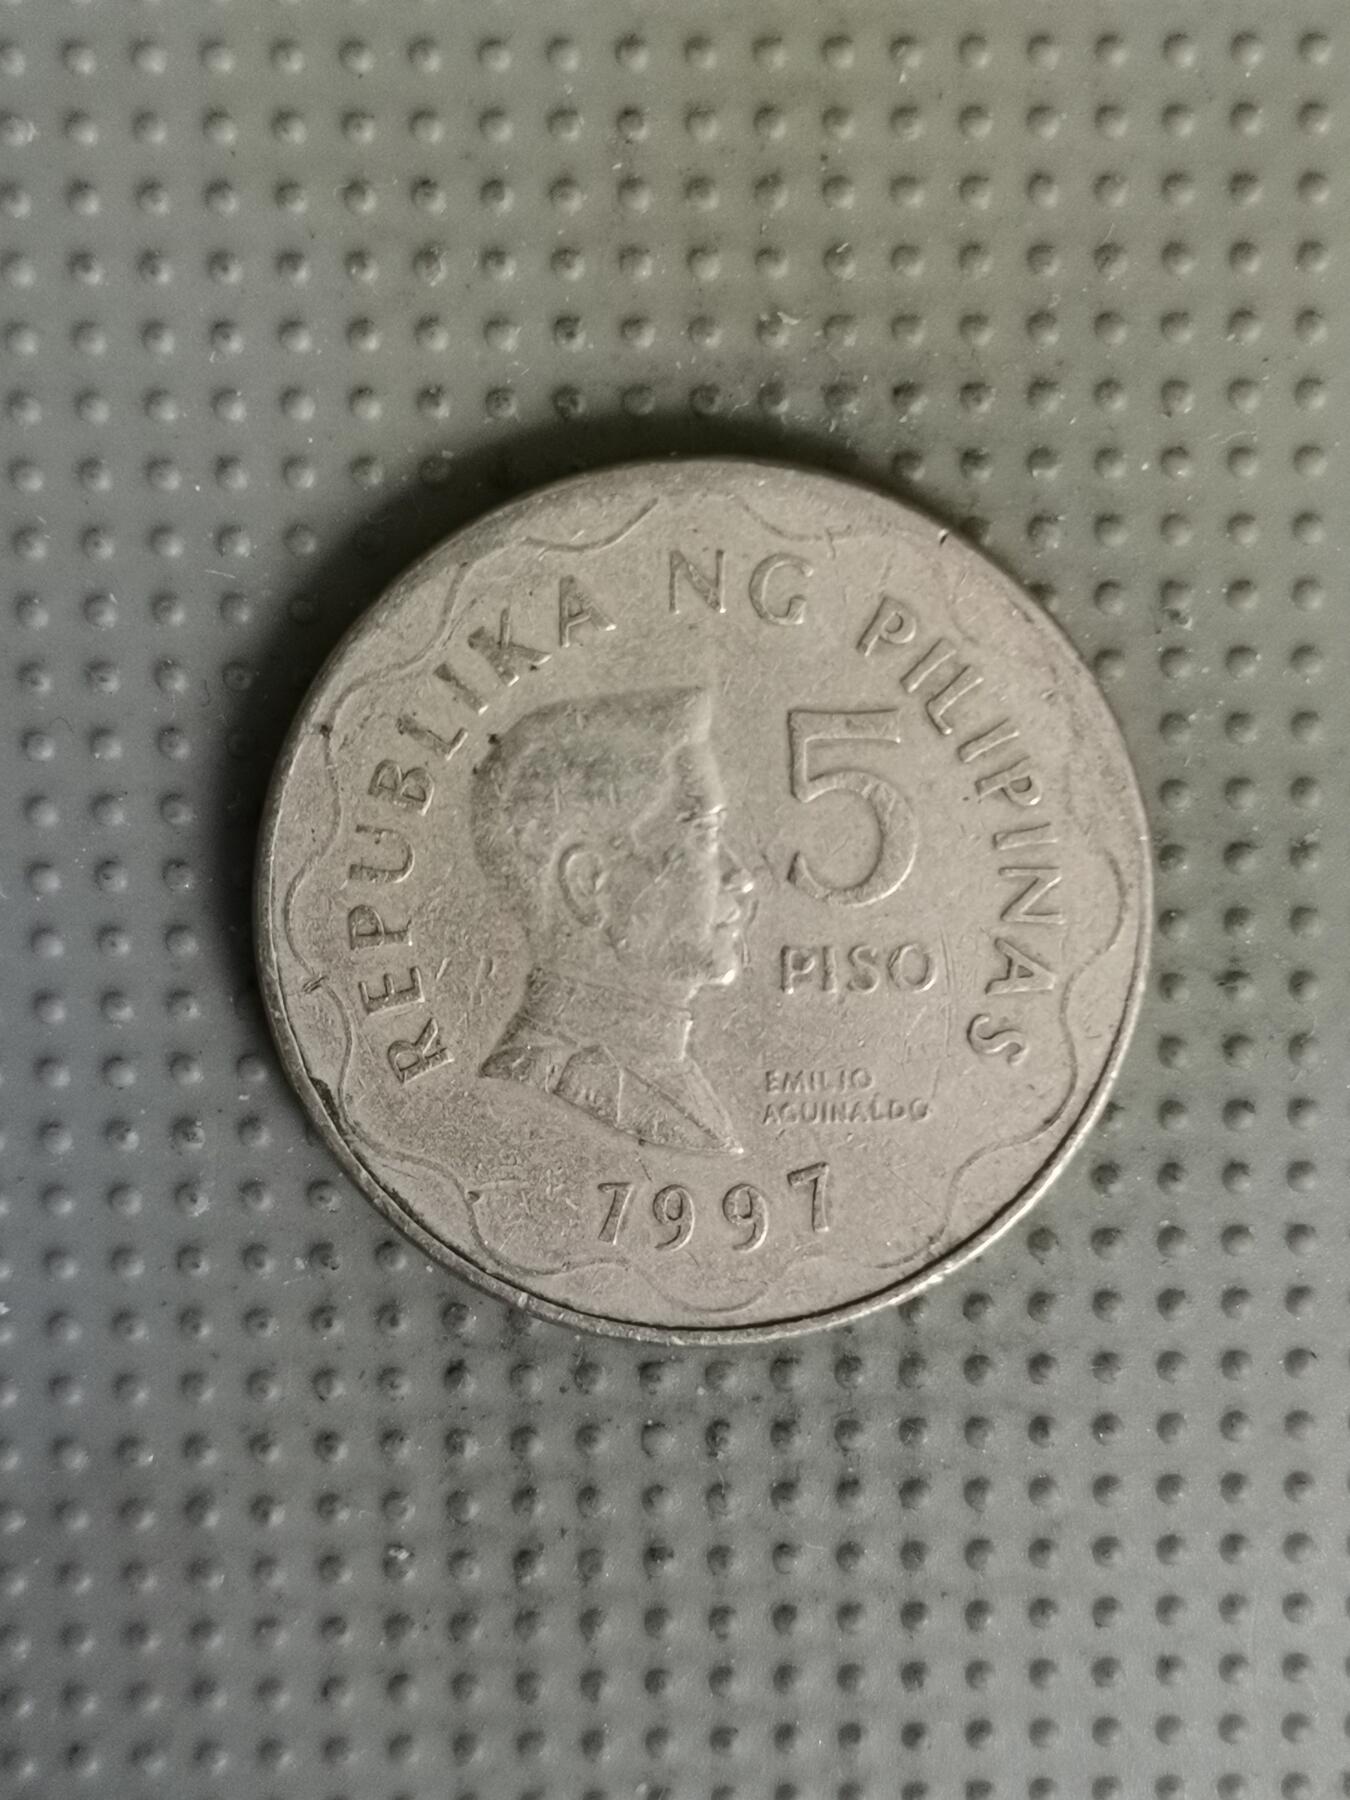 REPUBLIKA NG PILIPINAS
5
PISO
EMILIO
AGUINALDO
1997